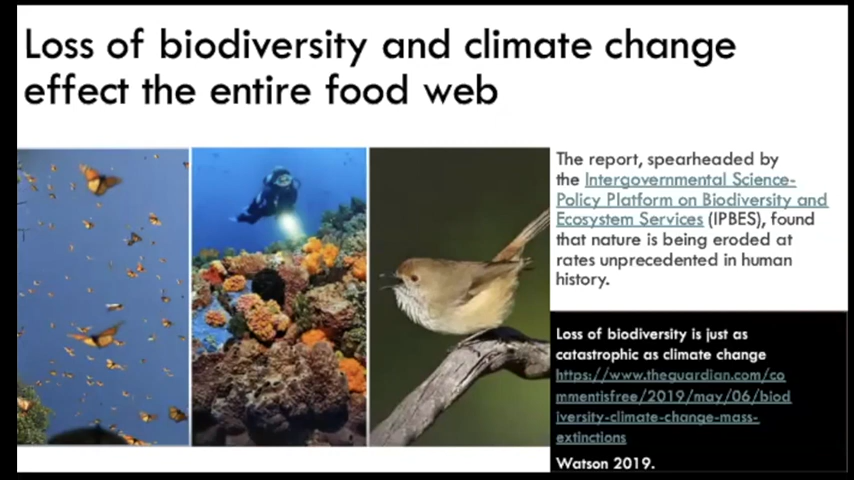 Loss of biodiversity and climate change
effect the entire food web
The report, spearheaded by
the Intergovernmental Science-
Policy Platform on Biodiversity and
Ecosystem Services (IPBES), found
that nature is being eroded at
rates unprecedented in human
history.
Loss of biodiversity is just as
catastrophic as climate change
https://www.theguardian.com/co
mmentisfree/2019/may/06/biod
iversity-climate-change-mass-
extinctions
Watson 2019.